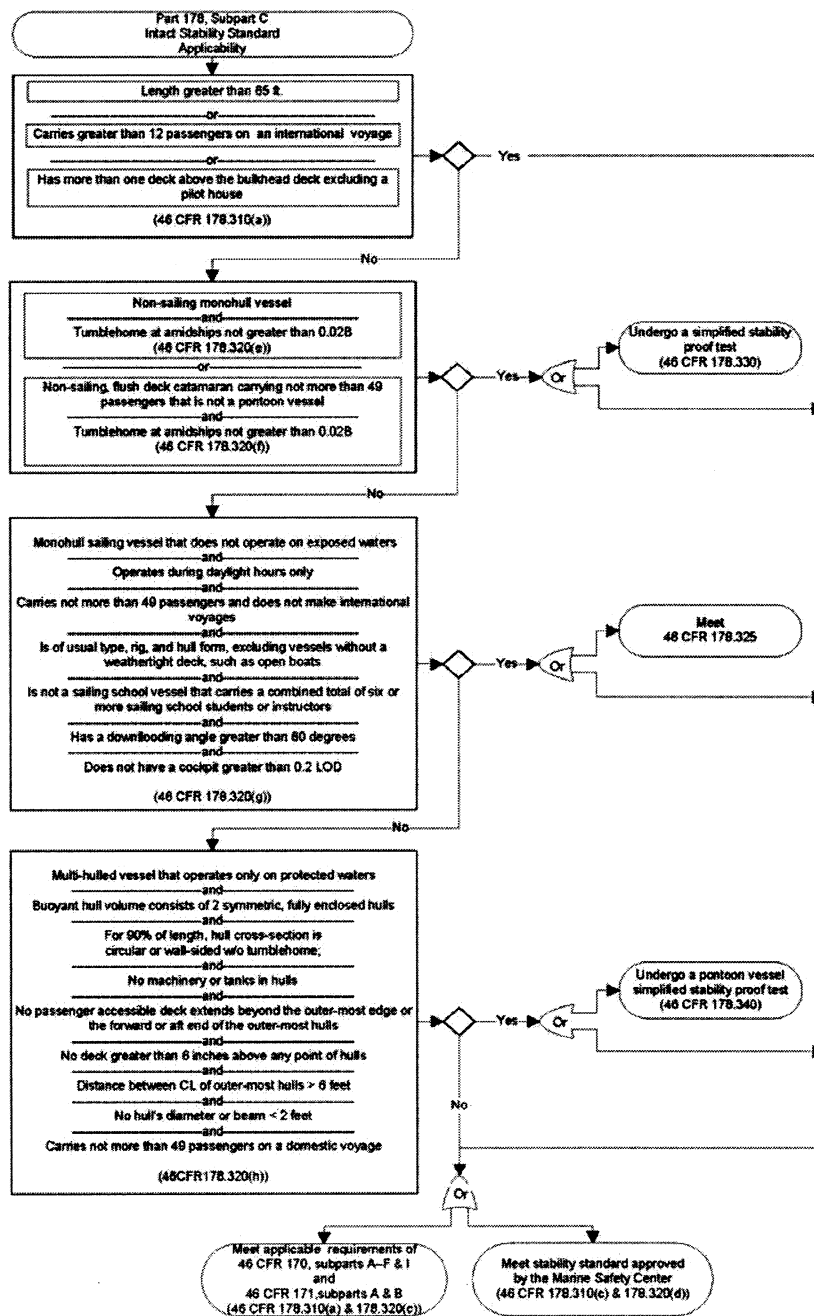 Part 178, Subpart C
Intact Stability Standard
Applicability
Length greater than 65 ft.
or
Carries greater than 12 passengers on an international voyage
or
Has more than one deck above the bulkhead deck excluding a
pilot house
(46 CFR 178.310(a))
Yes
No
Non-sailing monohull vessel
and
Tumblehome at amidships not greater than 0.02B
(46 CFR 178.320(e))
or
Non-sailing, flush deck catamaran carrying not more than 49
passengers that is not a pontoon vessel
and
Tumblehome at amidships not greater than 0.02B
(46 CFR 178.320(f))
Yes
Or
Undergo a simplified stability
proof test
(46 CFR 178.330)
No
Monohull sailing vessel that does not operate on exposed waters
and
Operates during daylight hours only
and
Carries not more than 49 passengers and does not make international
voyages
and
Is of usual type, rig, and hull form, excluding vessels without a
weathertight deck, such as open boats
and
Is not a sailing school vessel that carries a combined total of six or
more sailing school students or instructors
and
Has a downflooding angle greater than 60 degrees
and
Does not have a cockpit greater than 0.2 LOD
(46 CFR 178.320(g))
Yes
Or
Meet
46 CFR 178.325
No
Multi-hulled vessel that operates only on protected waters
and
Buoyant hull volume consists of 2 symmetric, fully enclosed hulls
and
For 90% of length, hull cross-section is
circular or wall-sided w/o tumblehome;
and
No machinery or tanks in hulls
and
No passenger accessible deck extends beyond the outer-most edge or
the forward or aft end of the outer-most hulls
and
No deck greater than 6 inches above any point of hulls
and
Distance between CL of outer-most hulls > 6 feet
and
No hull's diameter or beam < 2 feet
and
Carries not more than 49 passengers on a domestic voyage
(46CFR178.320(h))
Yes
Or
Undergo a pontoon vessel
simplified stability proof test
(46 CFR 178.340)
No
Or
Meet applicable requirements of
46 CFR 170, subparts A–F & I
and
46 CFR 171,subparts A & B
(46 CFR 178.310(a) & 178.320(c))
Meet stability standard approved
by the Marine Safety Center
(46 CFR 178.310(c) & 178.320(d))